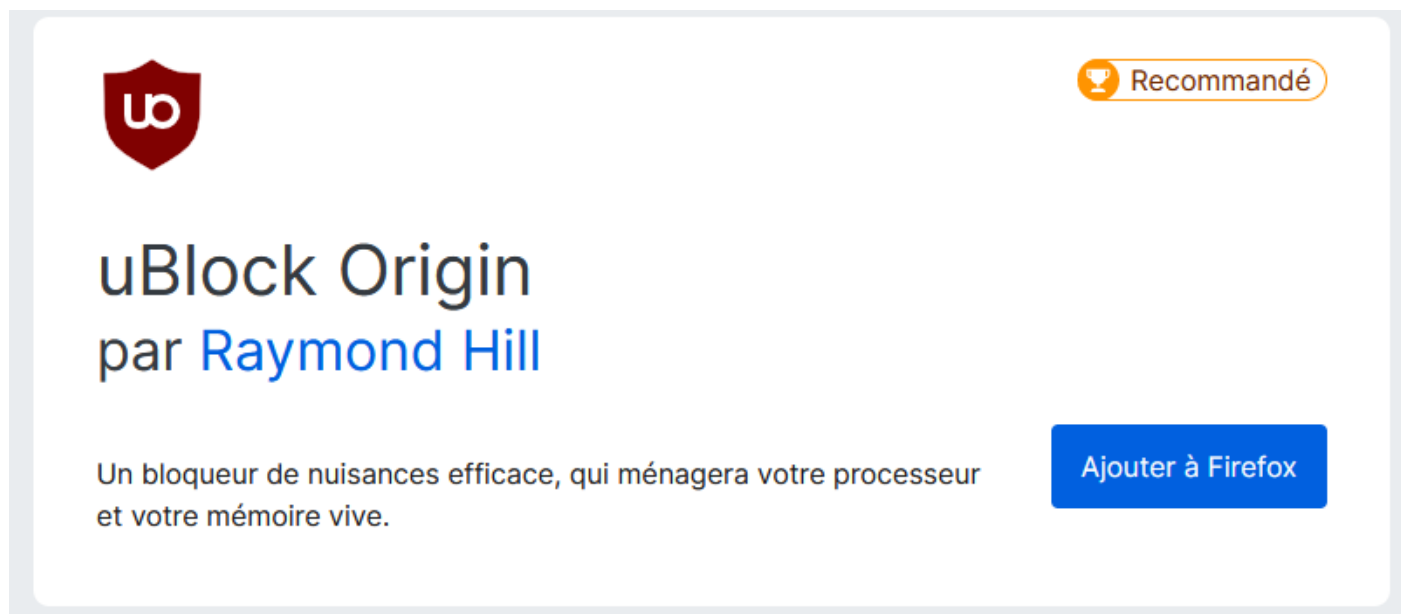 uo
Recommandé
uBlock Origin
par Raymond Hill
Un bloqueur de nuisances efficace, qui ménagera votre processeur
et votre mémoire vive.
Ajouter à Firefox